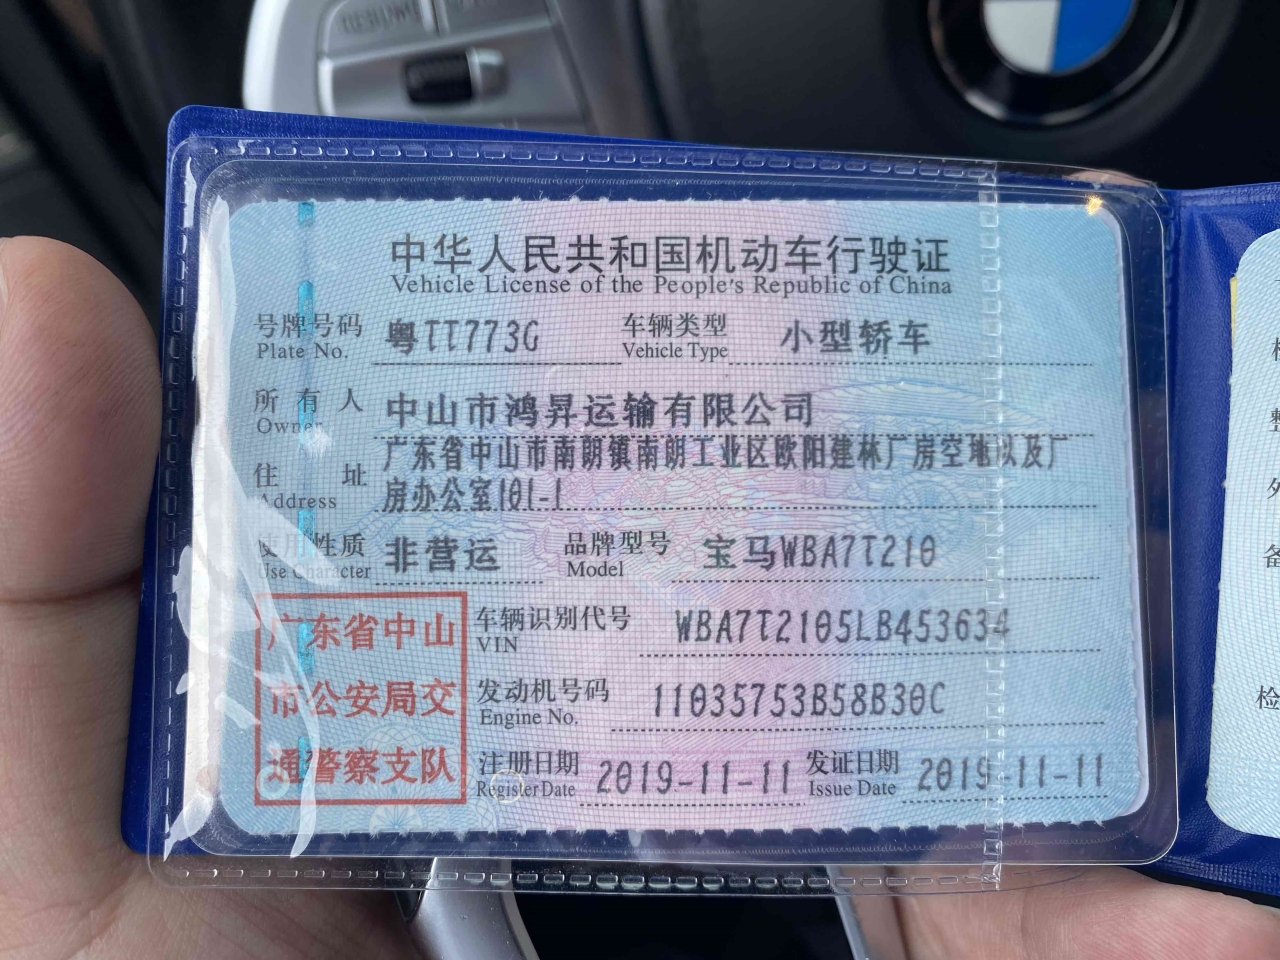 中华人民共和国机动车行驶证
Vehicle License of the People's Republic of China
号牌号码 粤TT773G 车辆类型 小型轿车
Plate No. Vehicle Type
所有人 中山市鸿昇运输有限公司
Owner
住址 广东省中山市南朗镇南朗工业区欧阳建林厂房空地以及厂
Address 房办公室101-1
使用性质 非营运 品牌型号 宝马WBA7T210
Use Character Model
广东省中山
市公安局交
通警察支队
车辆识别代号 WBA7T2105LB453634
VIN
发动机号码 11035753B58B30C
Engine No.
注册日期 2019-11-11 发证日期 2019-11-11
Register Date Issue Date
检